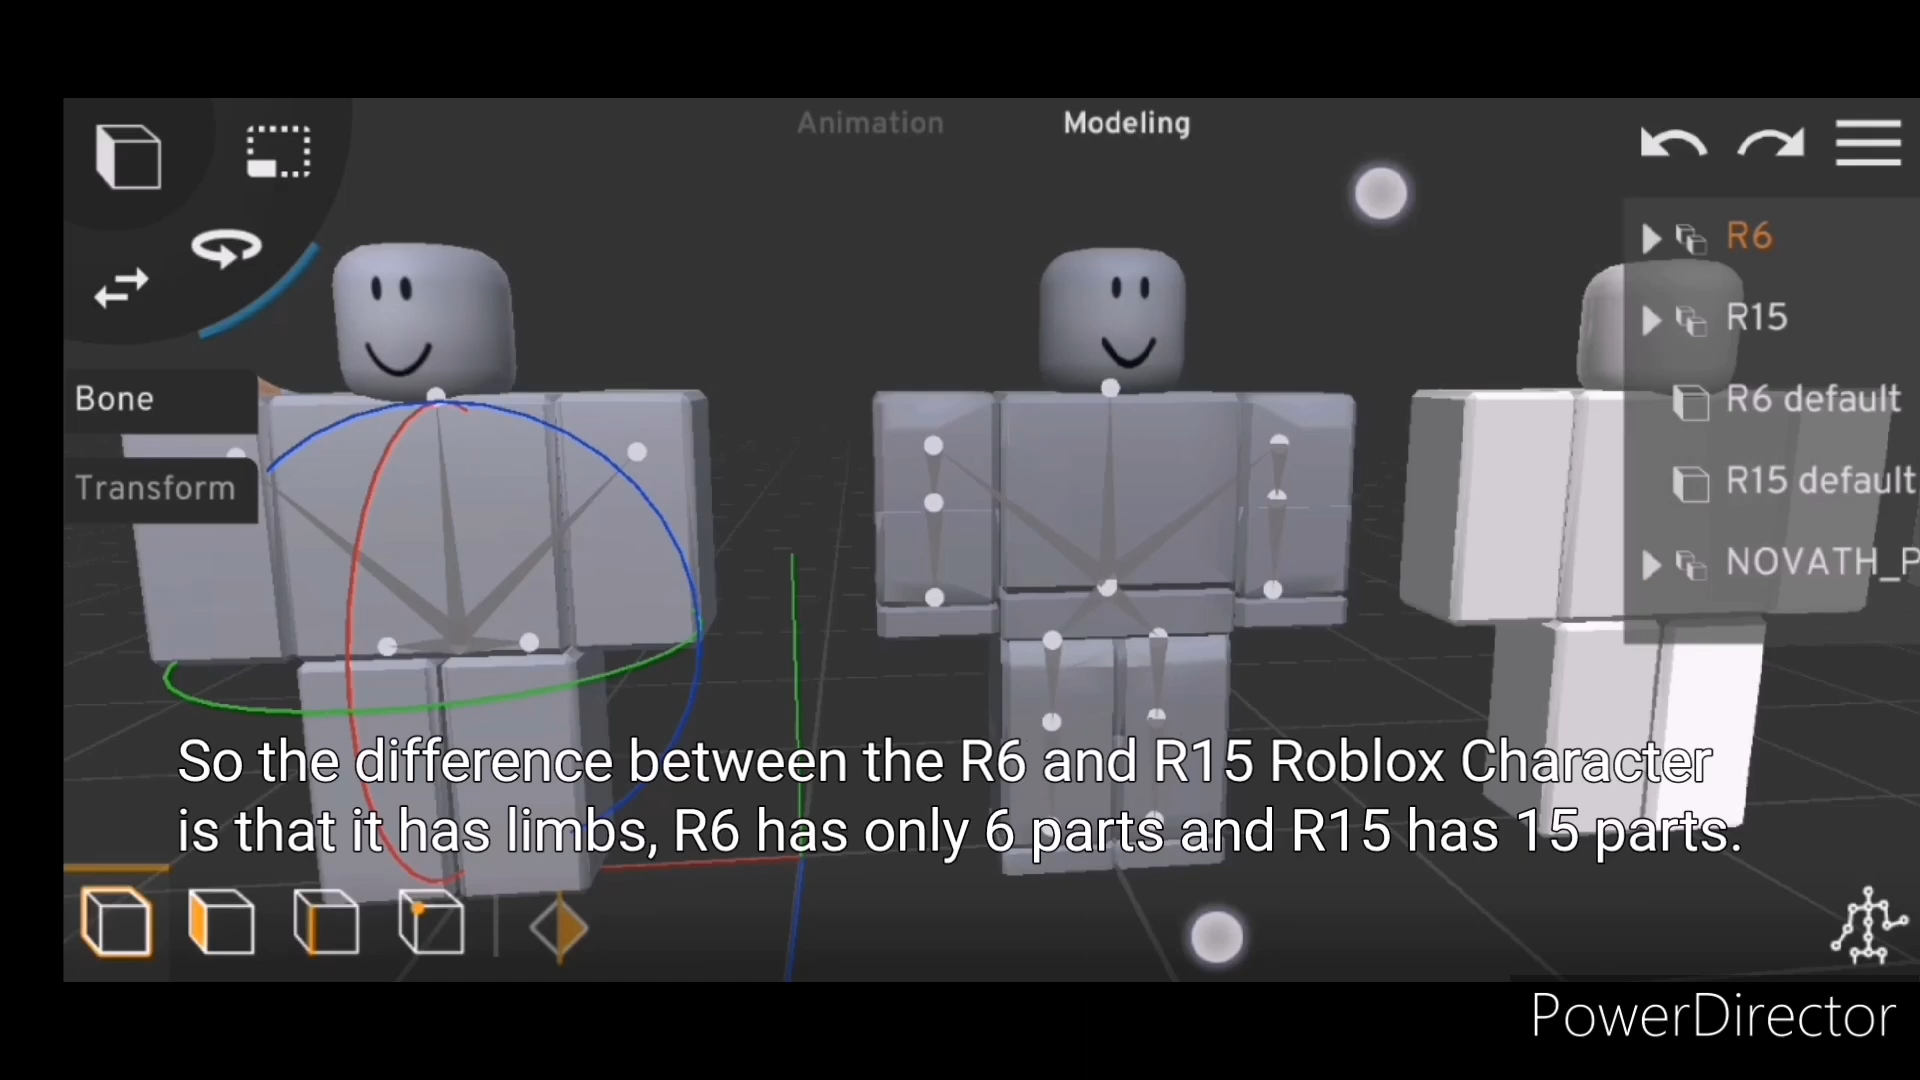 Animation
Modeling
R6
R15
Bone
R6 default
Transform
R15 default
NOVATH_P
So the difference between the R6 and R15 Roblox Character
is that it has limbs, R6 has only 6 parts and R15 has 15 parts.
PowerDirector